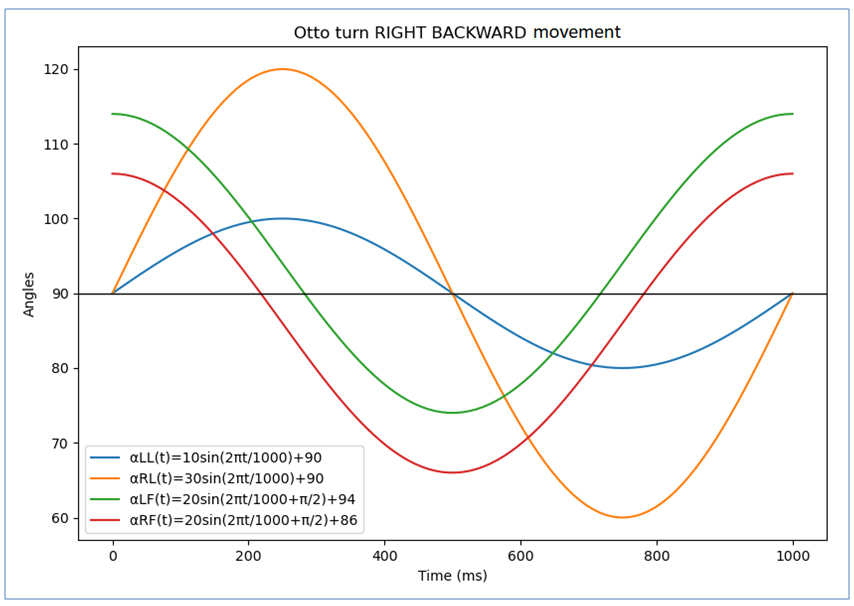 Otto turn RIGHT BACKWARD movement
120
110
100
90
80
70
60
Angles
αLL(t)=10sin(2πt/1000)+90
αRL(t)=30sin(2πt/1000)+90
αLF(t)=20sin(2πt/1000+π/2)+94
αRF(t)=20sin(2πt/1000+π/2)+86
0 200 400 600 800 1000
Time (ms)